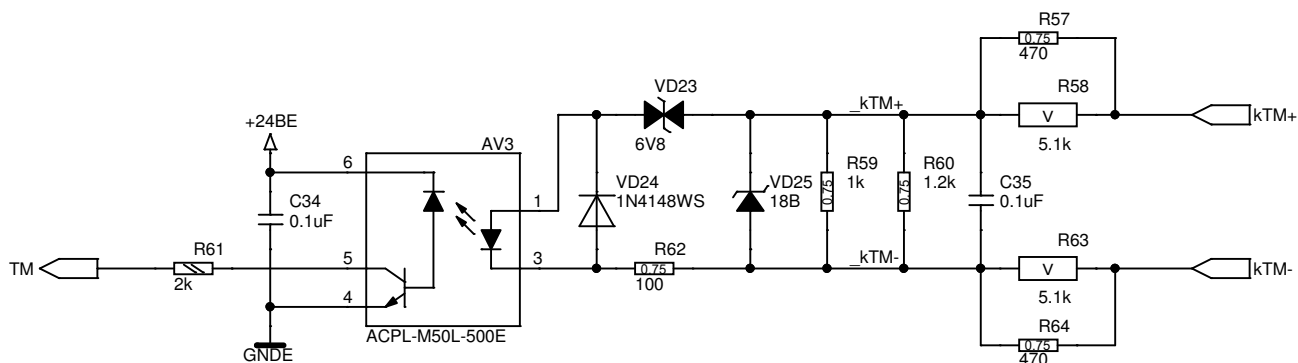 R57
0.75
470
VD23
R58
+24BE
_kTM+
V
kTM+
AV3
6V8
5.1k
6
R59
R60
C34
0.1uF
1
VD24
1N4148WS
VD25
18B
0.75
1k
0.75
1.2k
C35
0.1uF
R61
R62
R63
TM
5
3
0.75
_kTM-
V
kTM-
2k
4
100
5.1k
R64
0.75
470
ACPL-M50L-500E
GNDE